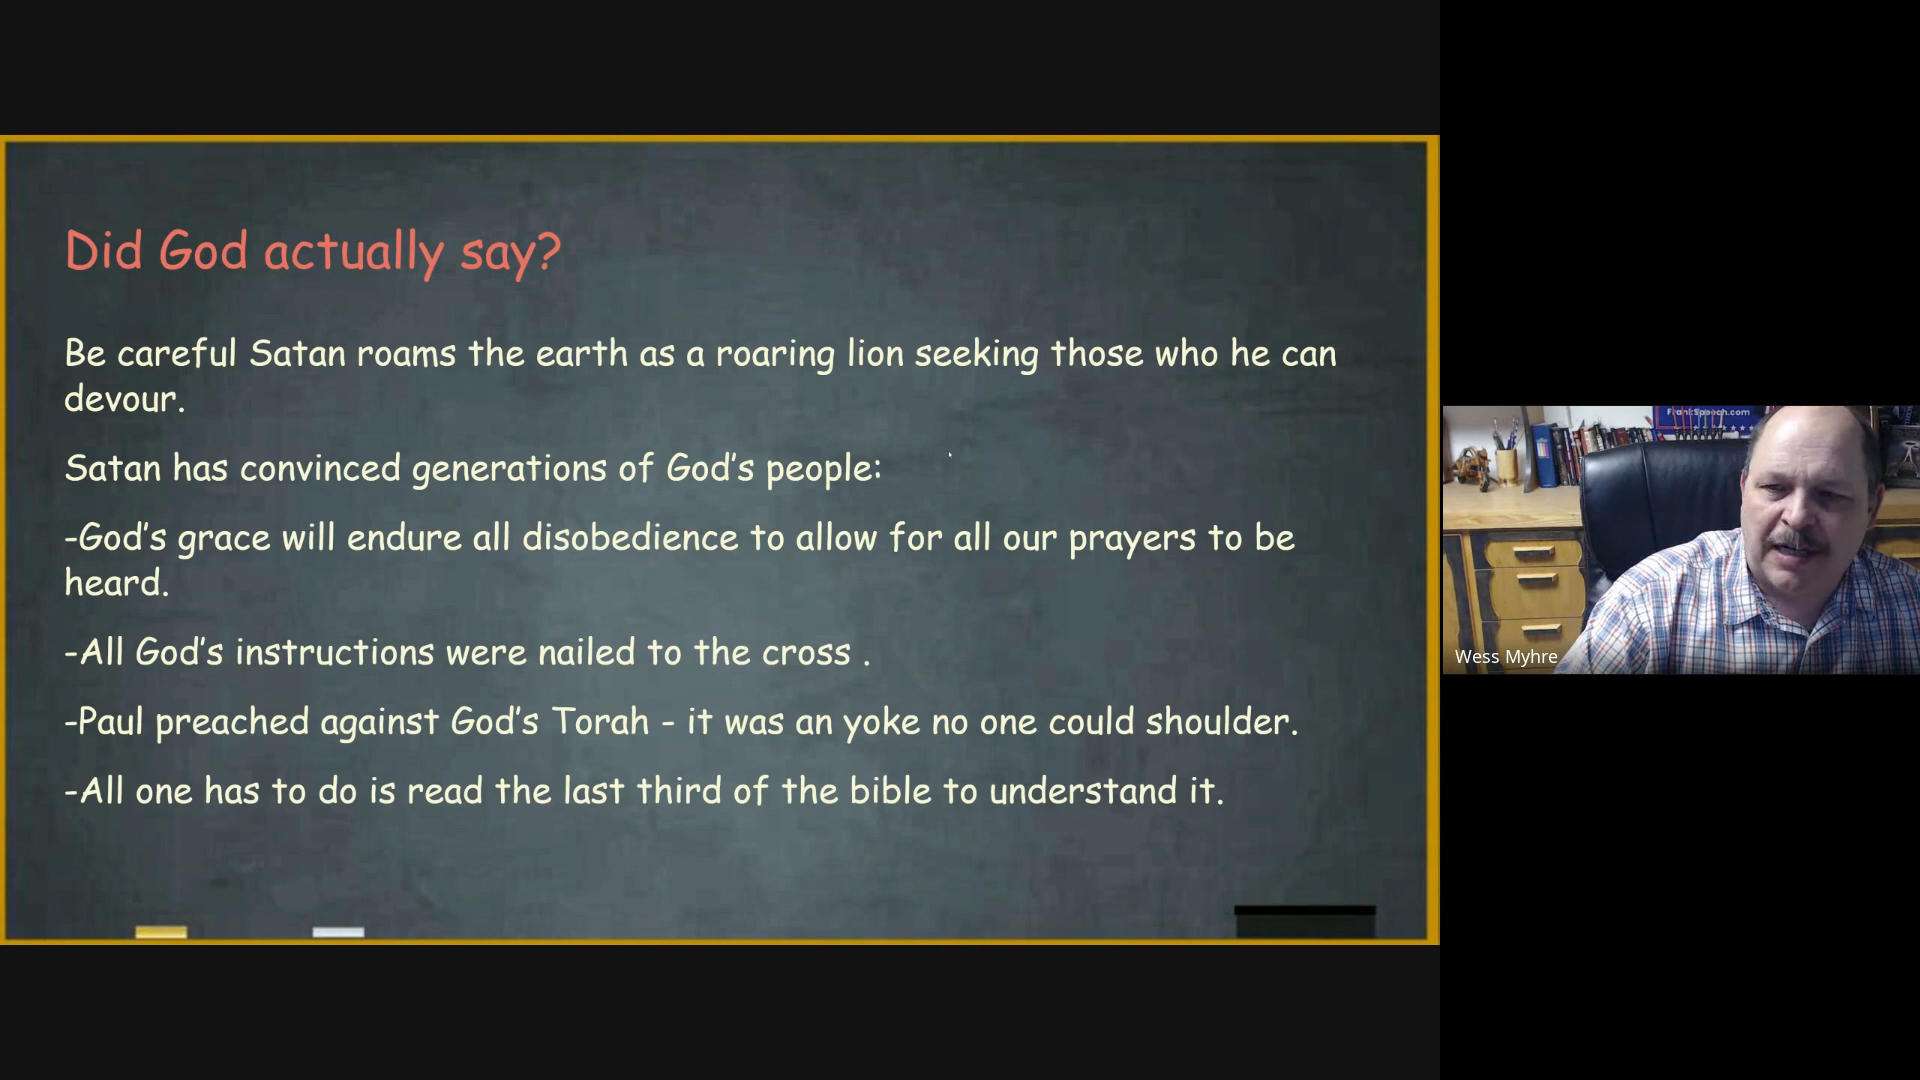 Did God actually say?
Be careful Satan roams the earth as a roaring lion seeking those who he can
devour.
Satan has convinced generations of God's people:
-God's grace will endure all disobedience to allow for all our prayers to be
heard.
-All God's instructions were nailed to the cross .
-Paul preached against God's Torah - it was an yoke no one could shoulder.
-All one has to do is read the last third of the bible to understand it.
FrankSpeech.com
Wess Myhre